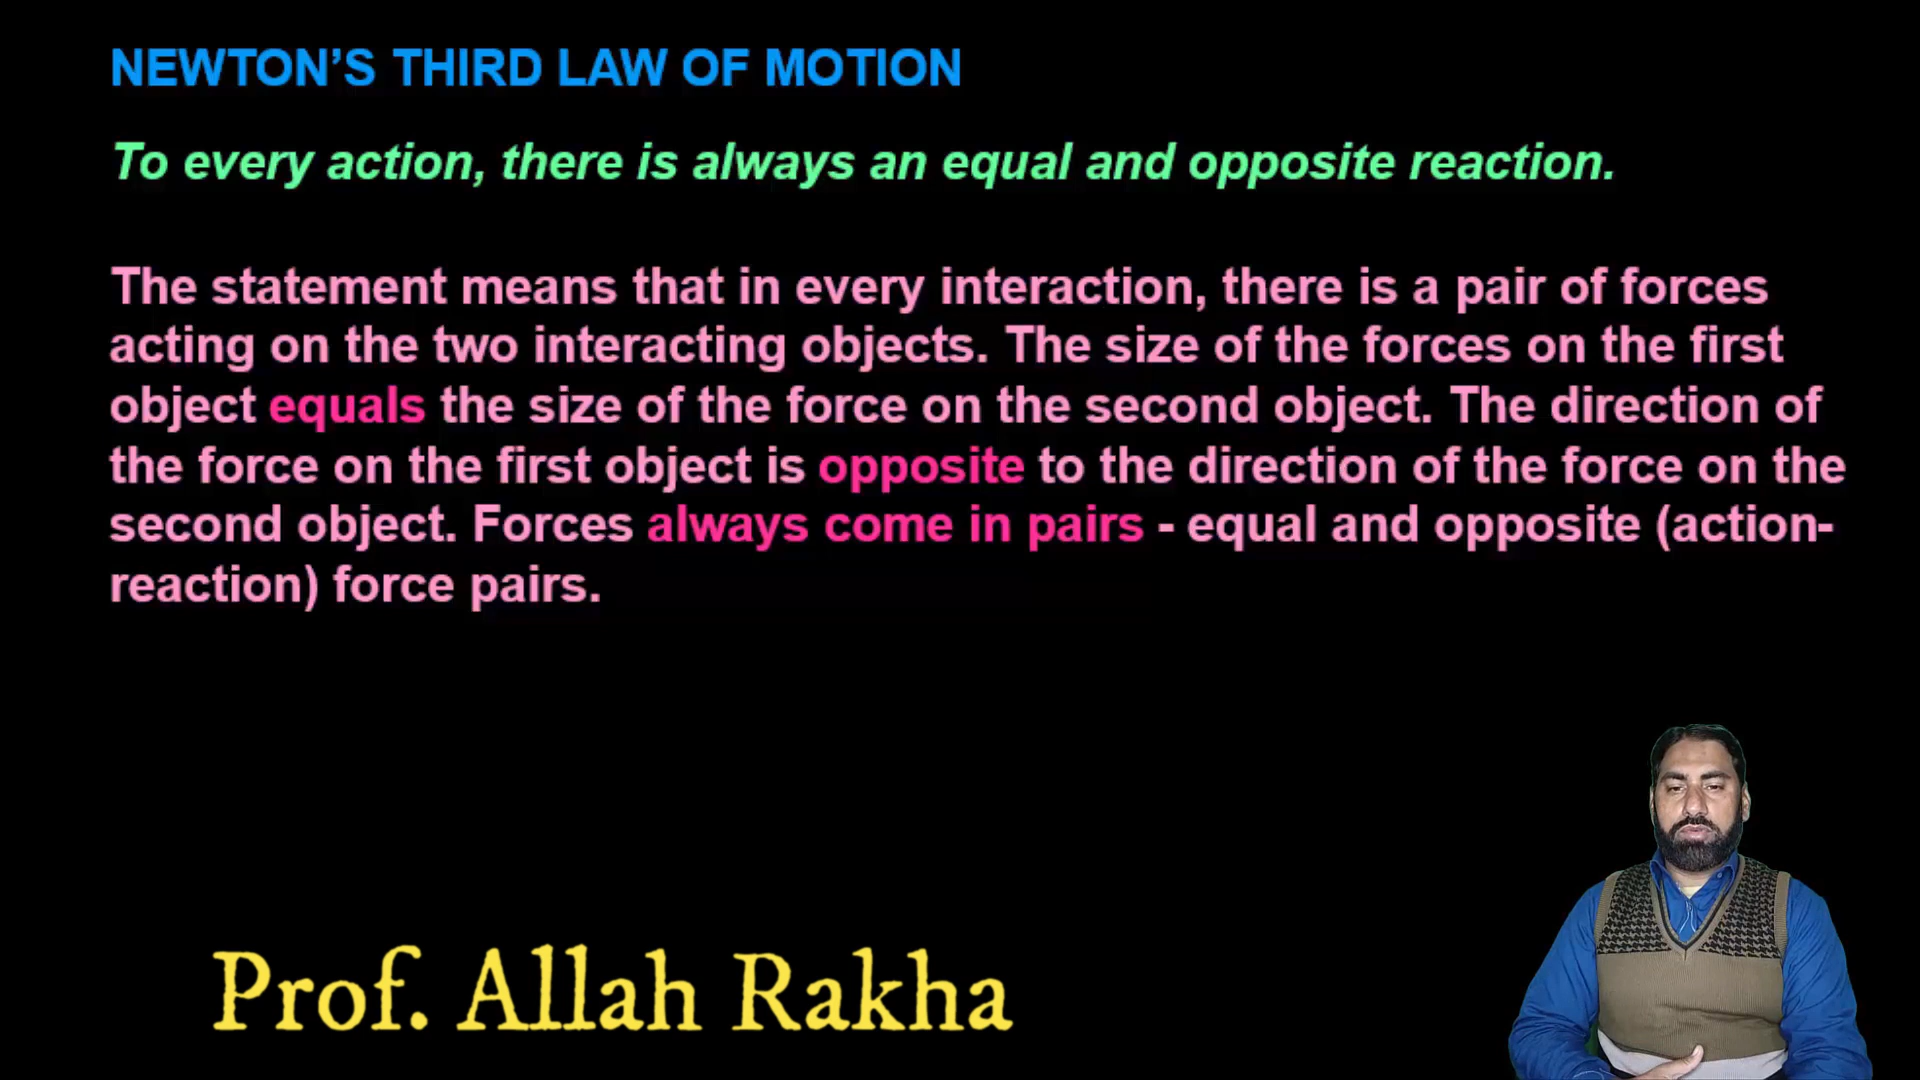 NEWTON’S THIRD LAW OF MOTION
To every action, there is always an equal and opposite reaction.
The statement means that in every interaction, there is a pair of forces
acting on the two interacting objects. The size of the forces on the first
object equals the size of the force on the second object. The direction of
the force on the first object is opposite to the direction of the force on the
second object. Forces always come in pairs - equal and opposite (action-
reaction) force pairs.
Prof. Allah Rakha